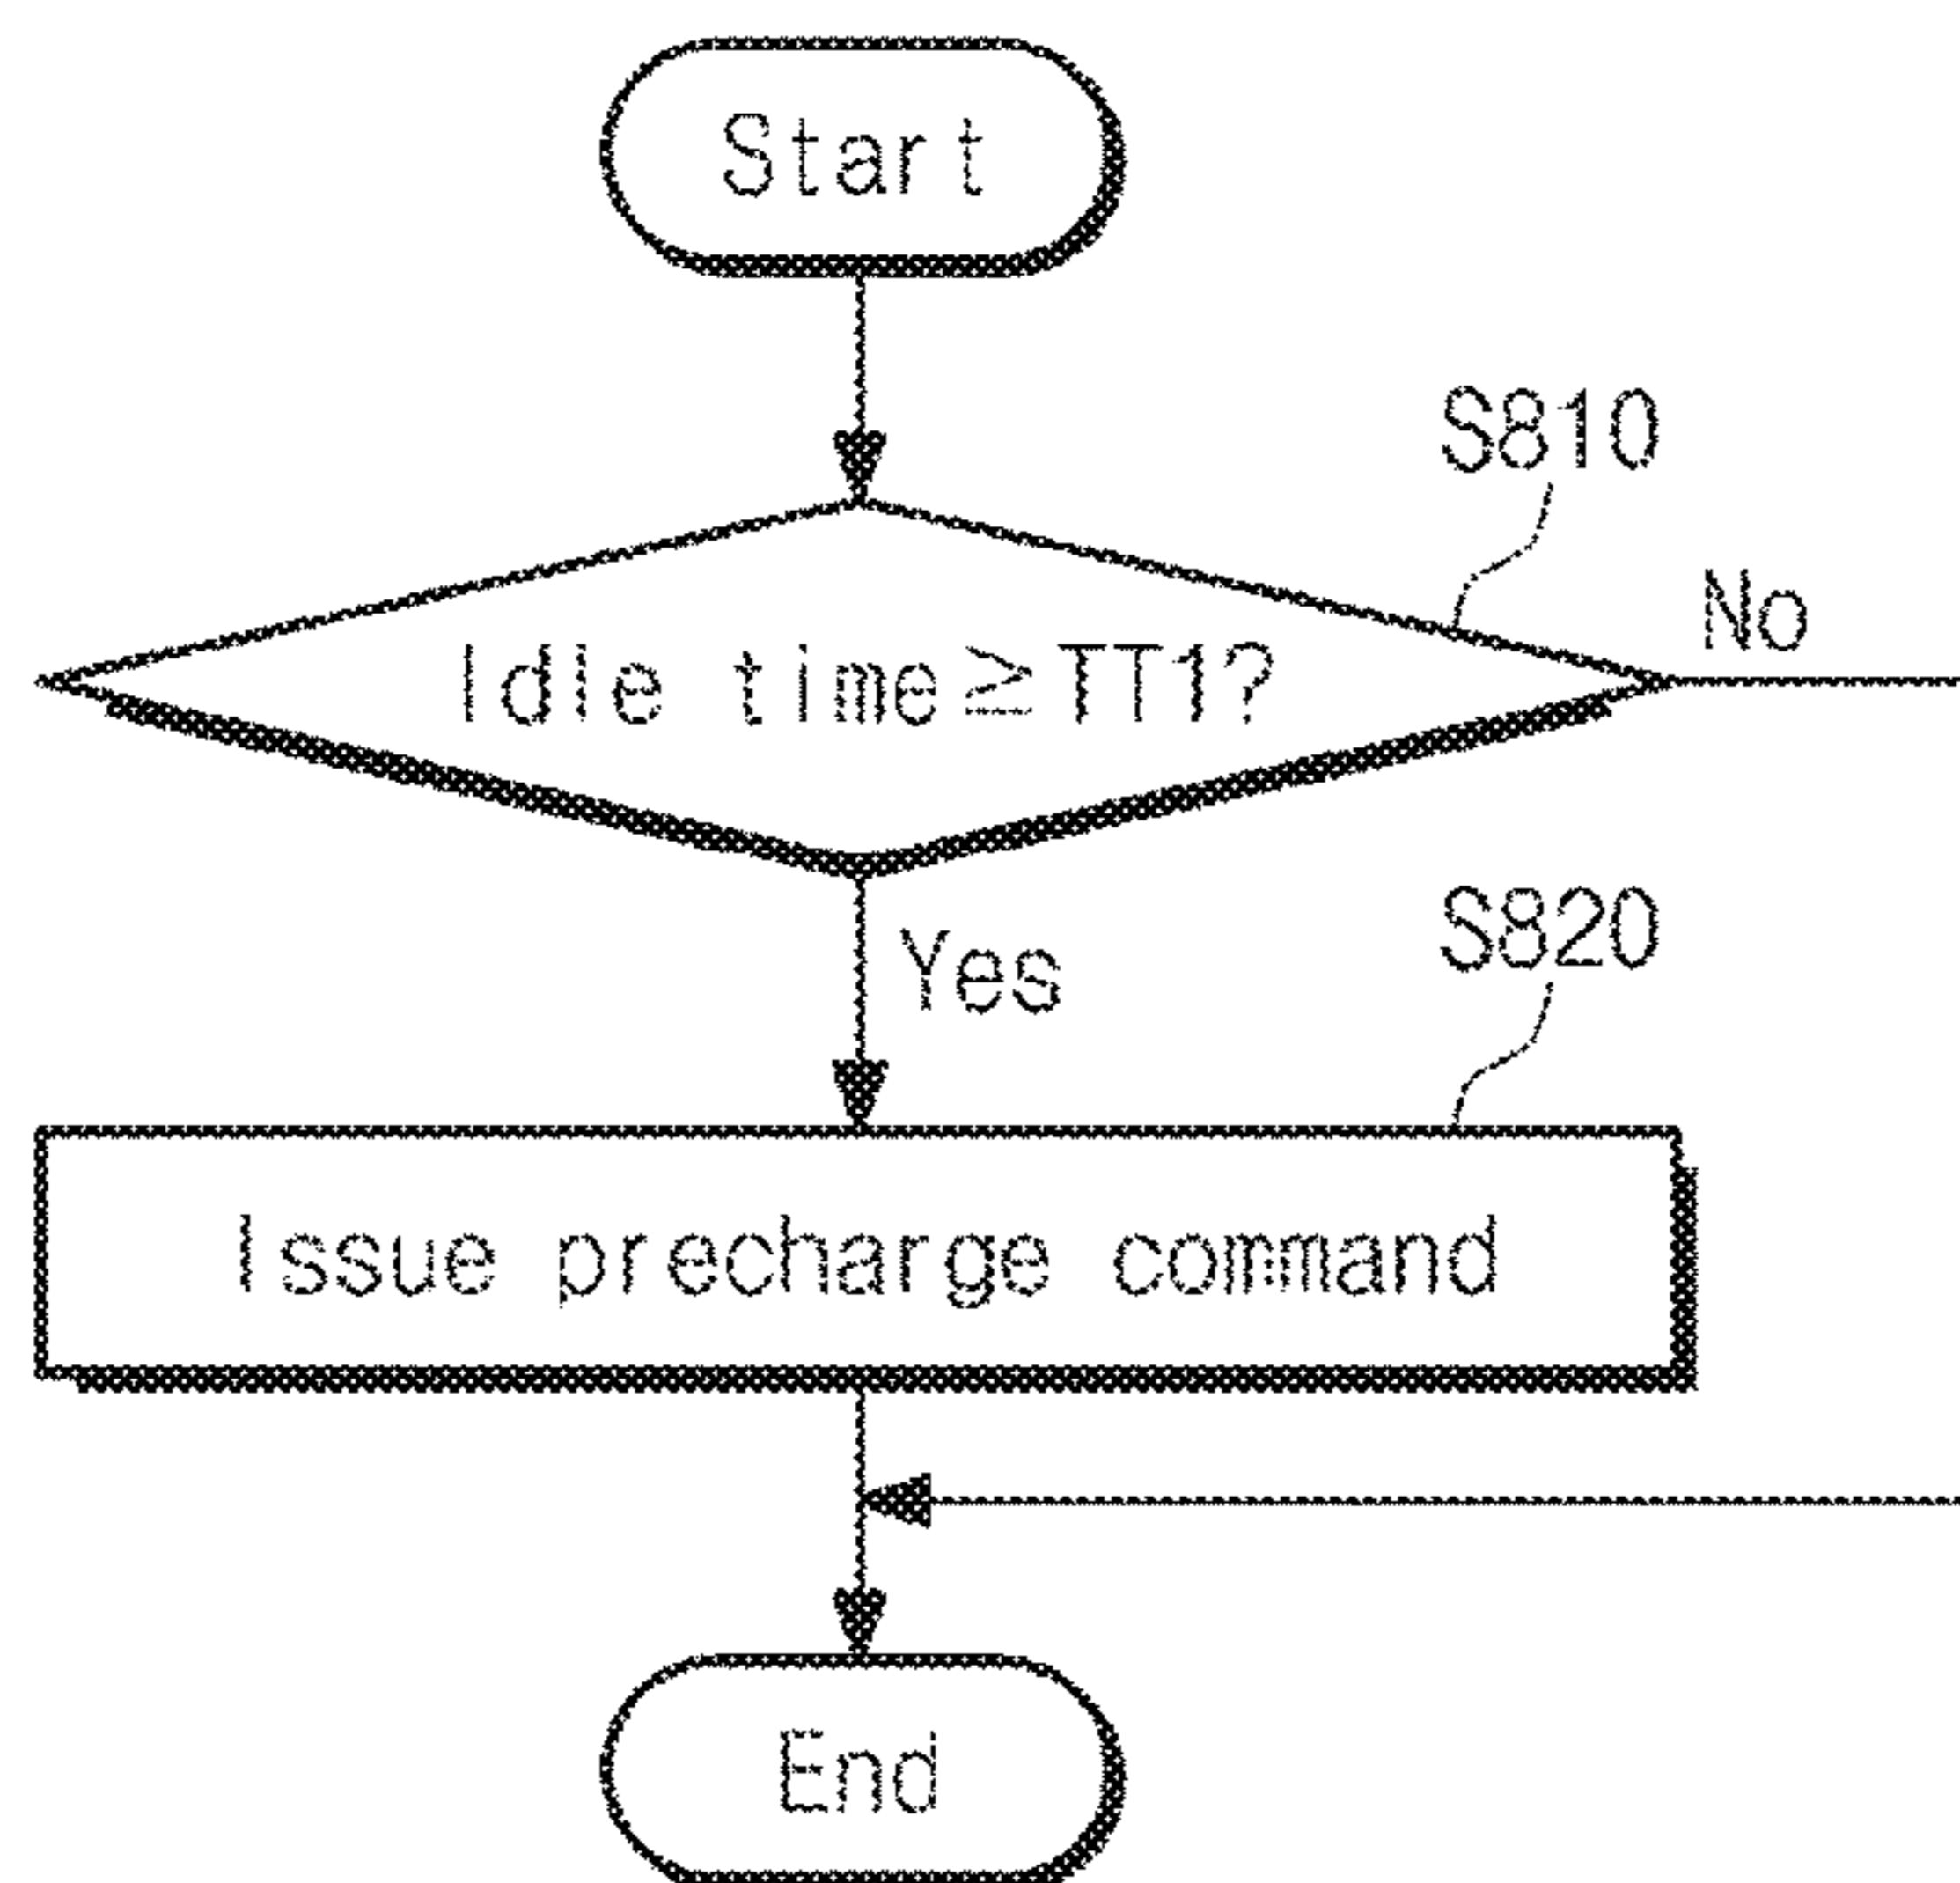 Start
S810
Idle time≥TT1?
No
Yes
S820
Issue precharge command
End